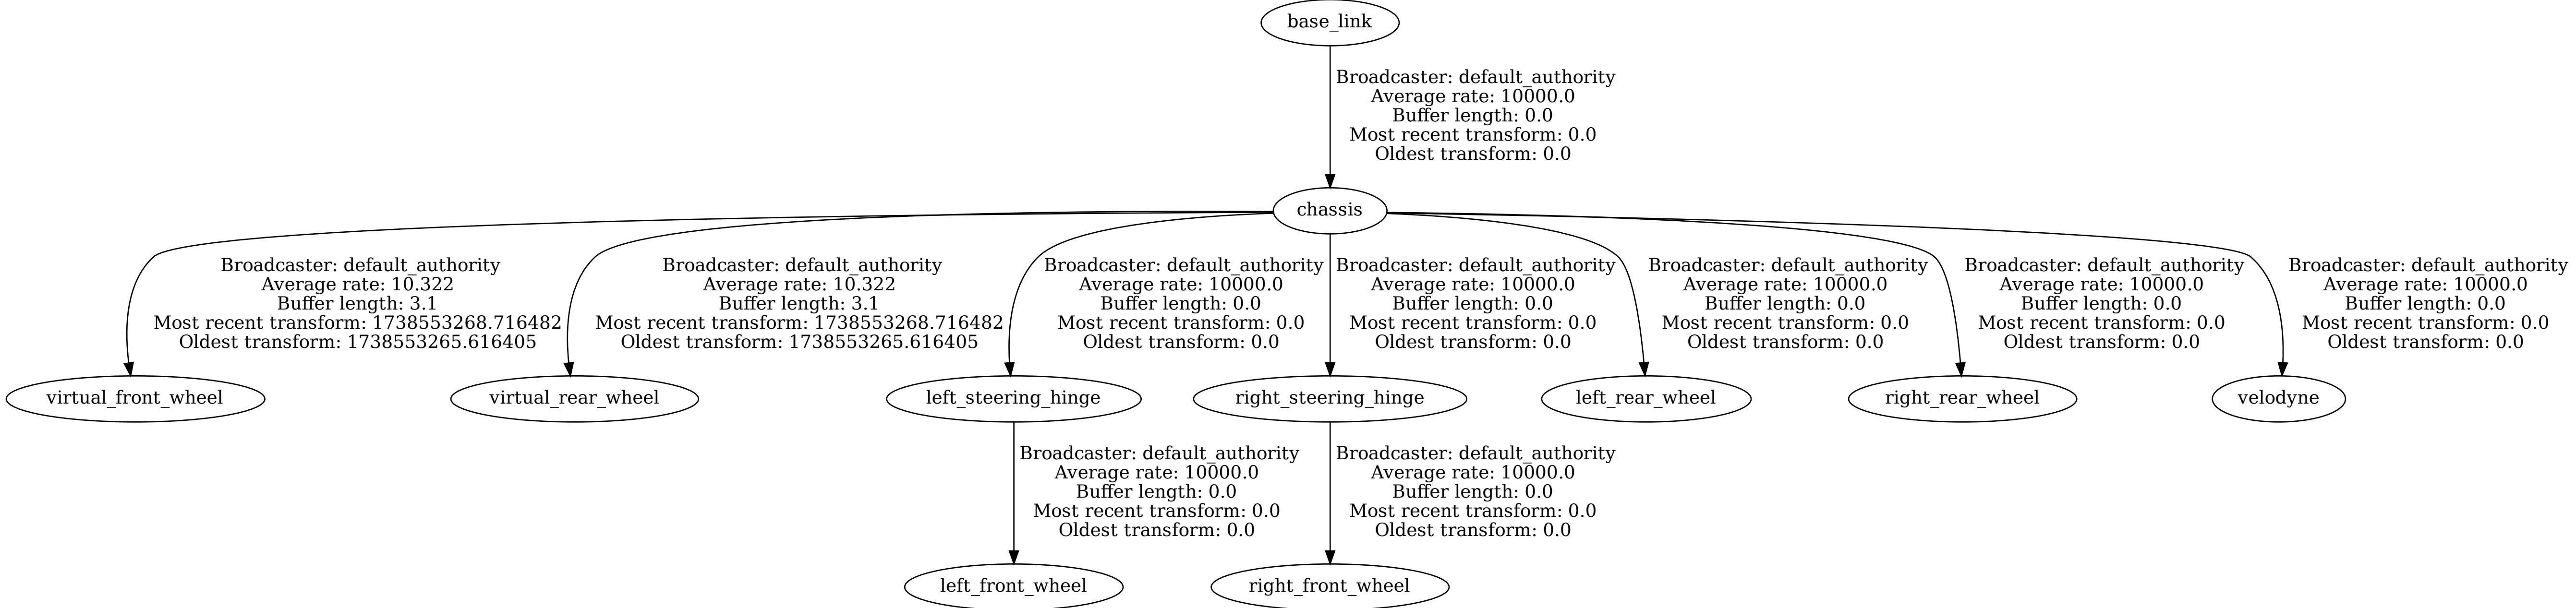 base_link
Broadcaster: default_authority
Average rate: 10000.0
Buffer length: 0.0
Most recent transform: 0.0
Oldest transform: 0.0
chassis
Broadcaster: default_authority
Average rate: 10.322
Buffer length: 3.1
Most recent transform: 1738553268.716482
Oldest transform: 1738553265.616405
Broadcaster: default_authority
Average rate: 10.322
Buffer length: 3.1
Most recent transform: 1738553268.716482
Oldest transform: 1738553265.616405
Broadcaster: default_authority
Average rate: 10000.0
Buffer length: 0.0
Most recent transform: 0.0
Oldest transform: 0.0
Broadcaster: default_authority
Average rate: 10000.0
Buffer length: 0.0
Most recent transform: 0.0
Oldest transform: 0.0
Broadcaster: default_authority
Average rate: 10000.0
Buffer length: 0.0
Most recent transform: 0.0
Oldest transform: 0.0
Broadcaster: default_authority
Average rate: 10000.0
Buffer length: 0.0
Most recent transform: 0.0
Oldest transform: 0.0
Broadcaster: default_authority
Average rate: 10000.0
Buffer length: 0.0
Most recent transform: 0.0
Oldest transform: 0.0
virtual_front_wheel
virtual_rear_wheel
left_steering_hinge
right_steering_hinge
left_rear_wheel
right_rear_wheel
velodyne
Broadcaster: default_authority
Average rate: 10000.0
Buffer length: 0.0
Most recent transform: 0.0
Oldest transform: 0.0
Broadcaster: default_authority
Average rate: 10000.0
Buffer length: 0.0
Most recent transform: 0.0
Oldest transform: 0.0
left_front_wheel
right_front_wheel